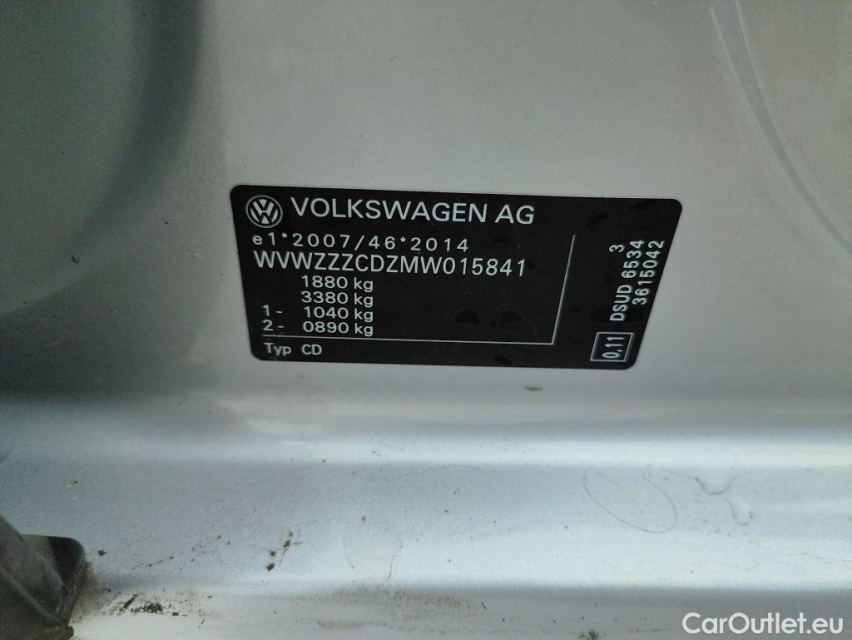 VOLKSWAGEN AG
e1*2007/46*2014
WVWZZZCDZMW015841
1880 kg
3380 kg
1- 1040 kg
2- 0890 kg
Typ CD
3
DSUD 6534
3615042
0,11
CarOutlet.eu